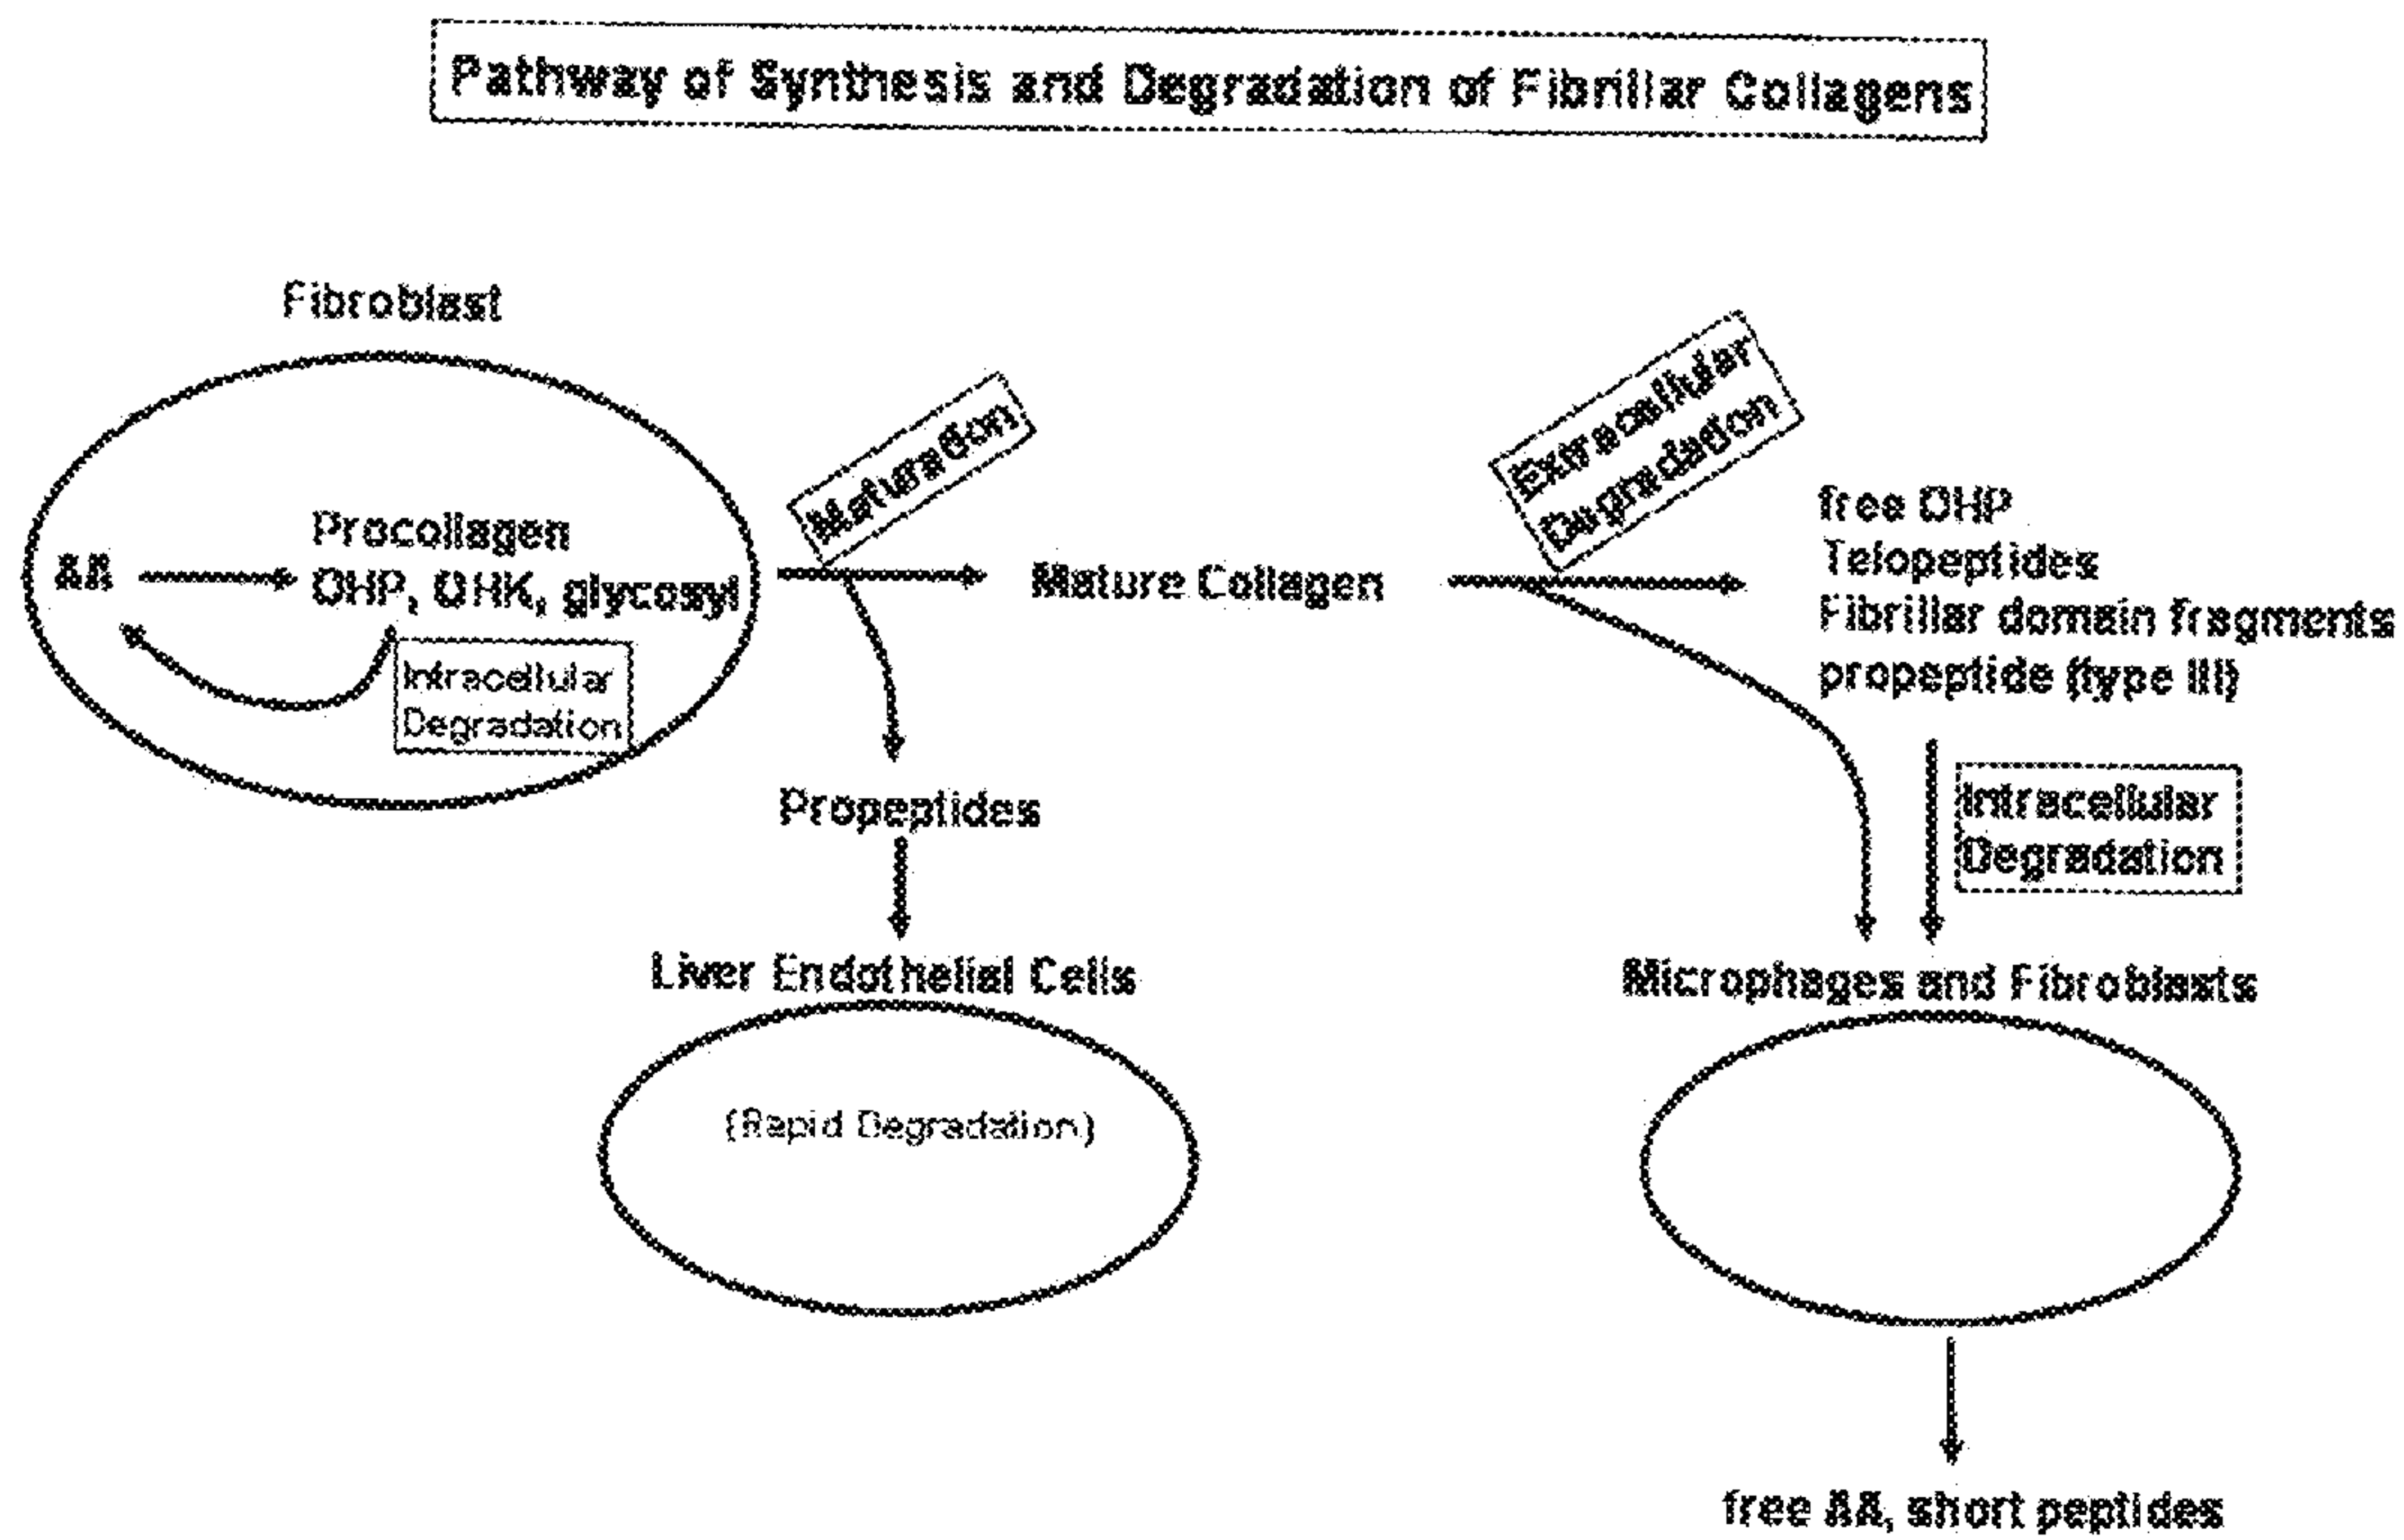 Pathway of Synthesis and Degradation of Fibrillar Collagens
Fibroblast
AA
Procollagen
OHP, OHK, glycosyl
Intracellular
Degradation
Maturation
Mature Collagen
Propeptides
Liver Endothelial Cells
(Rapid Degradation)
Extracellular
Degradation
free OHP
Telopeptides
Fibrillar domain fragments
propeptide (type III)
Intracellular
Degradation
Microphages and Fibroblasts
free AA, short peptides